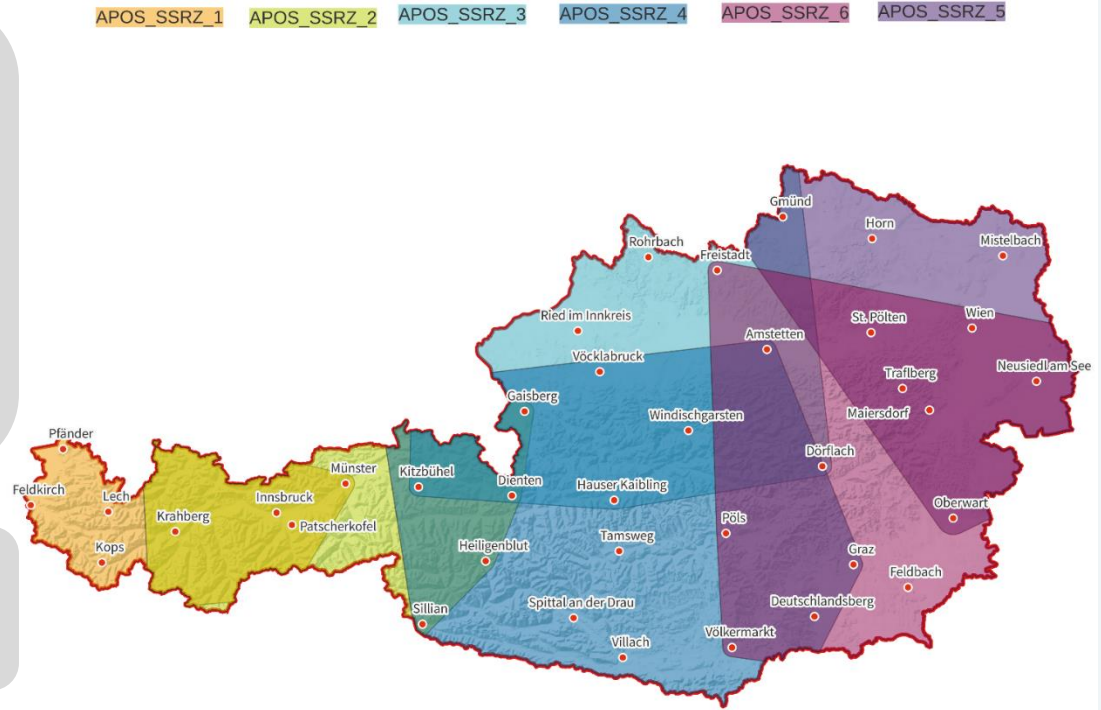 APOS_SSRZ_1 APOS_SSRZ_2 APOS_SSRZ_3 APOS_SSRZ_4 APOS_SSRZ_6 APOS_SSRZ_5
Gmünd
Horn
Mistelbach
Rohrbach
Freistadt
Ried im Innkreis
St. Pölten
Wien
Amstetten
Vöcklabruck
Neusiedl am See
Traflberg
Gaisberg
Maiersdorf
Windischgarsten
Pfänder
Dörflach
Münster
Kitzbühel
Dienten
Hauser Kaibling
Feldkirch
Lech
Innsbruck
Oberwart
Krahberg
Patscherkofel
Pöls
Tamsweg
Kops
Heiligenblut
Graz
Feldbach
Sillian
Spittal an der Drau
Deutschlandsberg
Villach
Völkermarkt